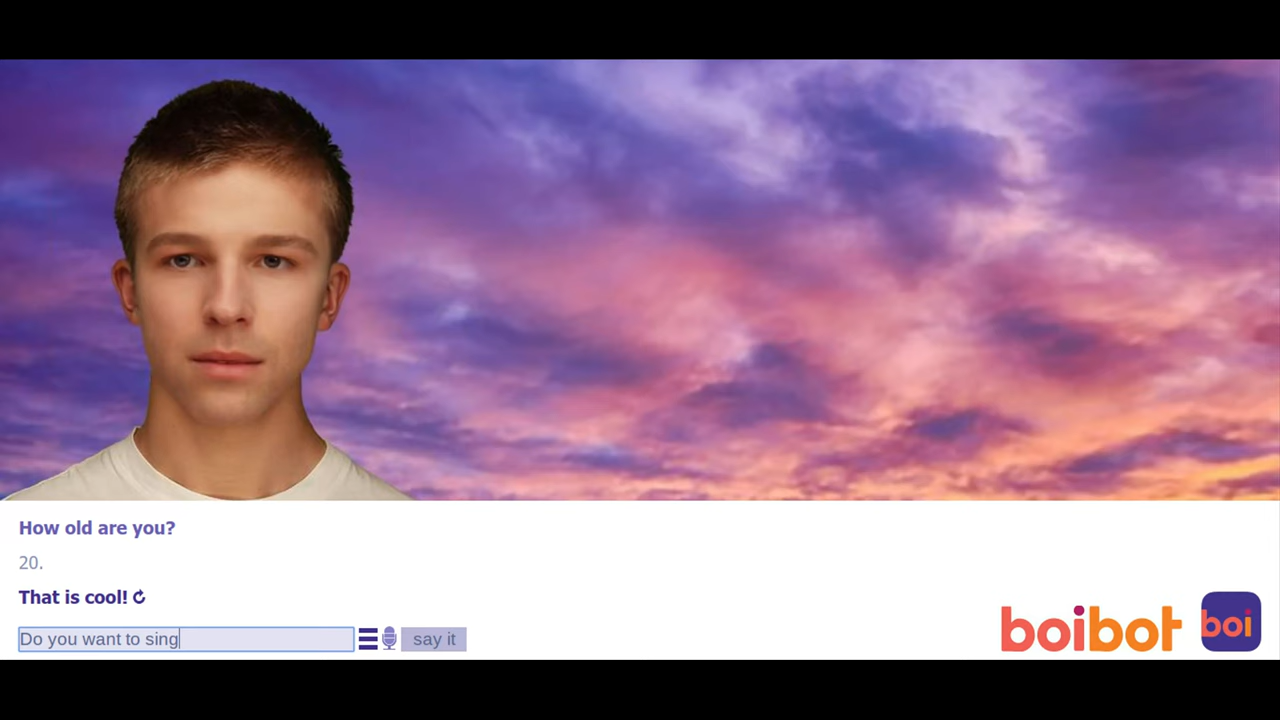 How old are you?
20.
That is cool!
Do you want to sing
say it
boibot
boi